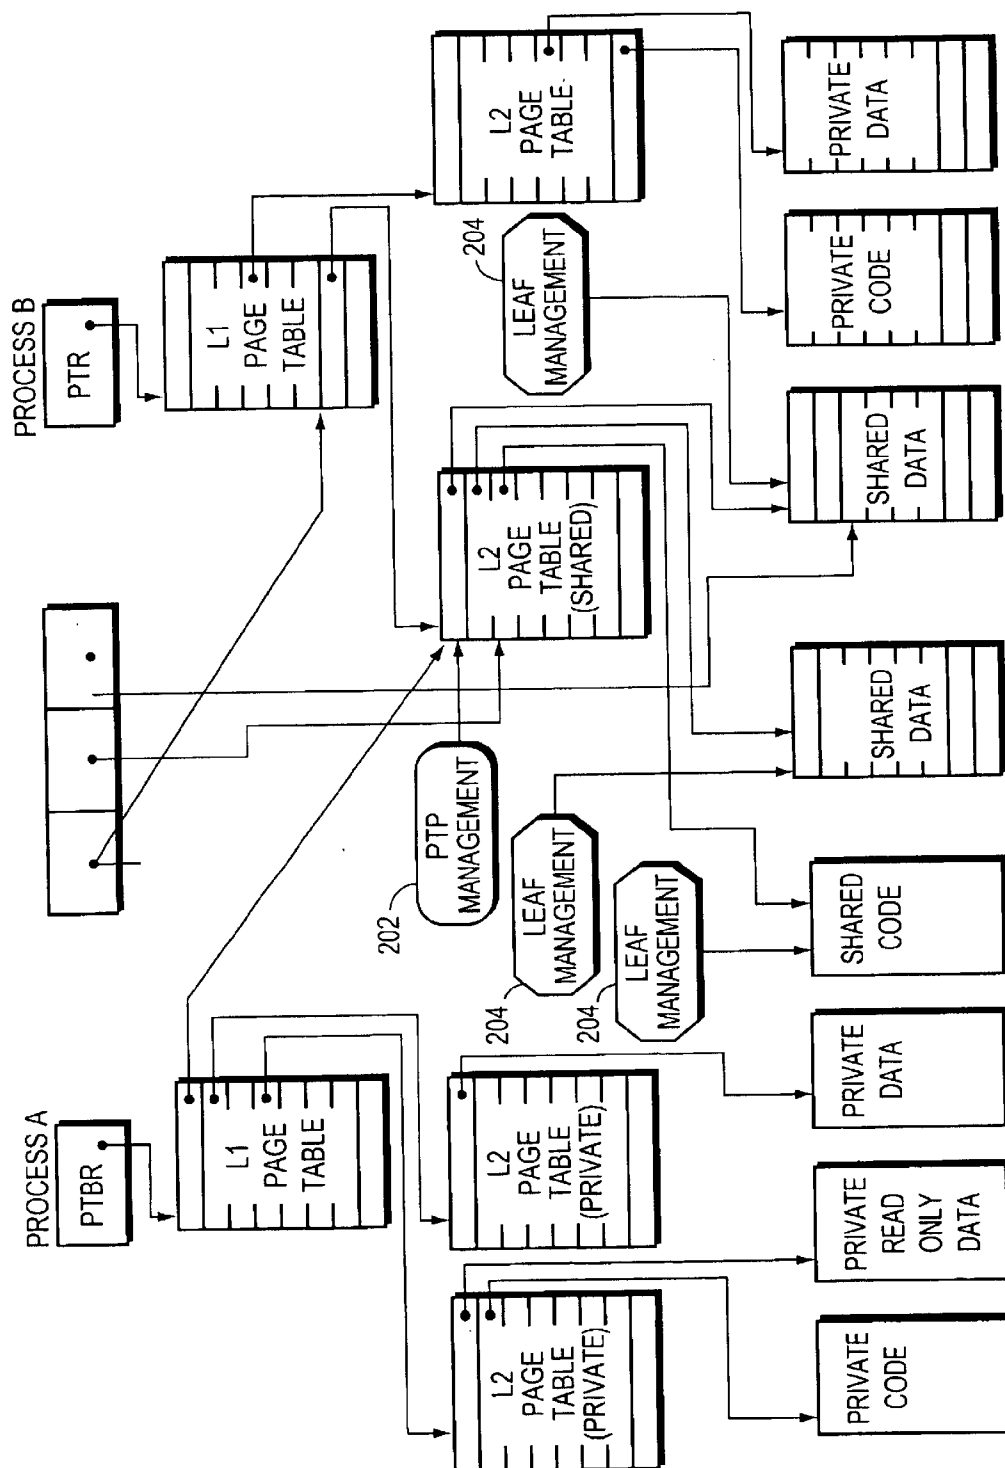 PROCESS A
PTBR
L1
PAGE
TABLE
PROCESS B
PTR
L1
PAGE
TABLE
L2
PAGE
TABLE
(PRIVATE)
L2
PAGE
TABLE
(PRIVATE)
202
PTP
MANAGEMENT
L2
PAGE
TABLE
(SHARED)
L2
PAGE
TABLE
204
LEAF
MANAGEMENT
204
LEAF
MANAGEMENT
204
LEAF
MANAGEMENT
PRIVATE
CODE
PRIVATE
READ
ONLY
DATA
PRIVATE
DATA
SHARED
CODE
SHARED
DATA
SHARED
DATA
PRIVATE
CODE
PRIVATE
DATA